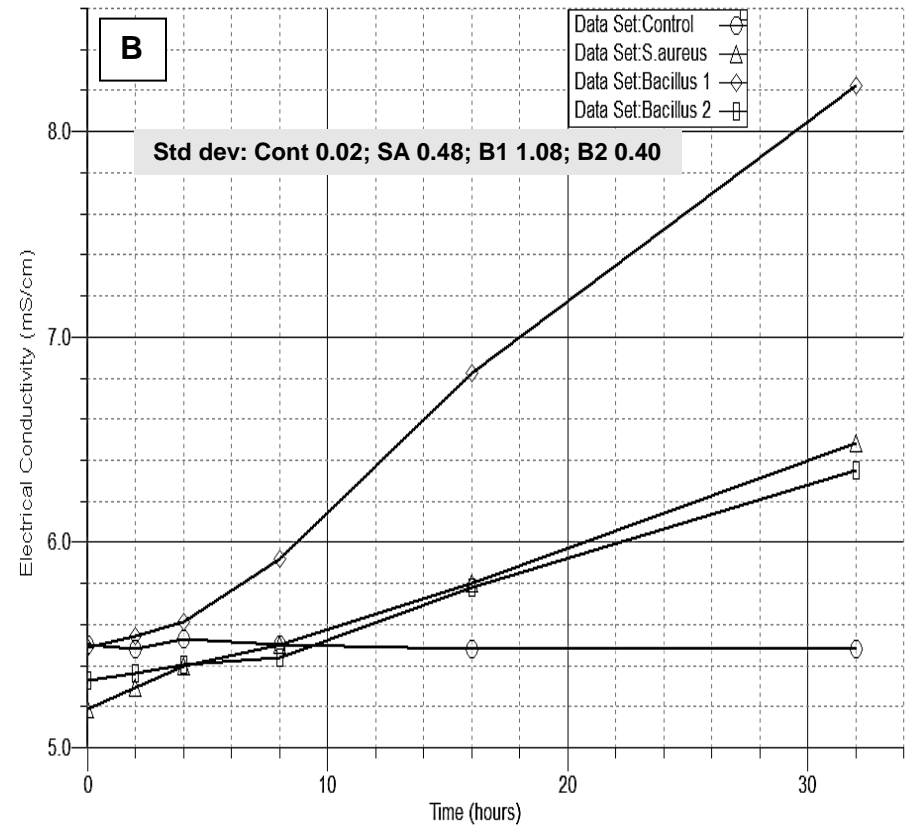 B
Data Set:Control
Data Set:S.aureus
Data Set:Bacillus 1
Data Set:Bacillus 2
Std dev: Cont 0.02; SA 0.48; B1 1.08; B2 0.40
Electrical Conductivity (mS/cm)
8.0
7.0
6.0
5.0
0 10 20 30
Time (hours)